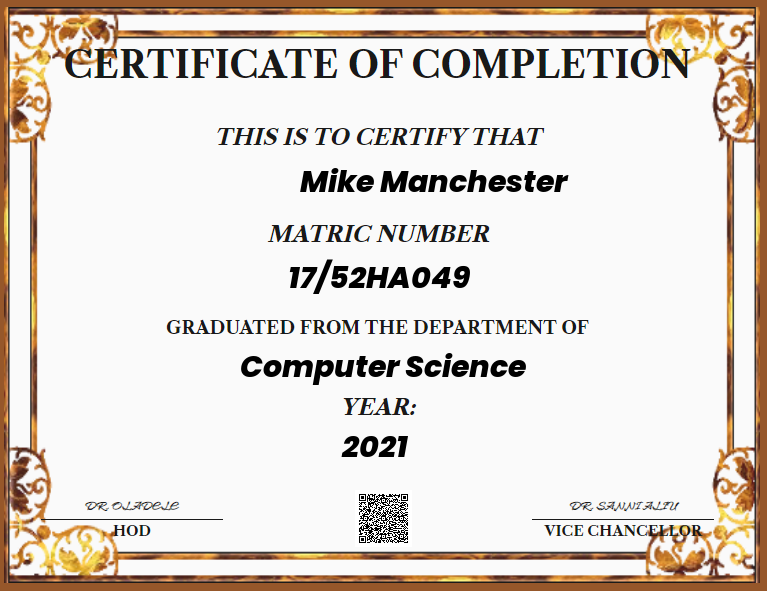 CERTIFICATE OF COMPLETION
THIS IS TO CERTIFY THAT
Mike Manchester
MATRIC NUMBER
17/52HA049
GRADUATED FROM THE DEPARTMENT OF
Computer Science
YEAR:
2021
DR. OLADELE
DR. SANNI ALIU
HOD
VICE CHANCELLOR